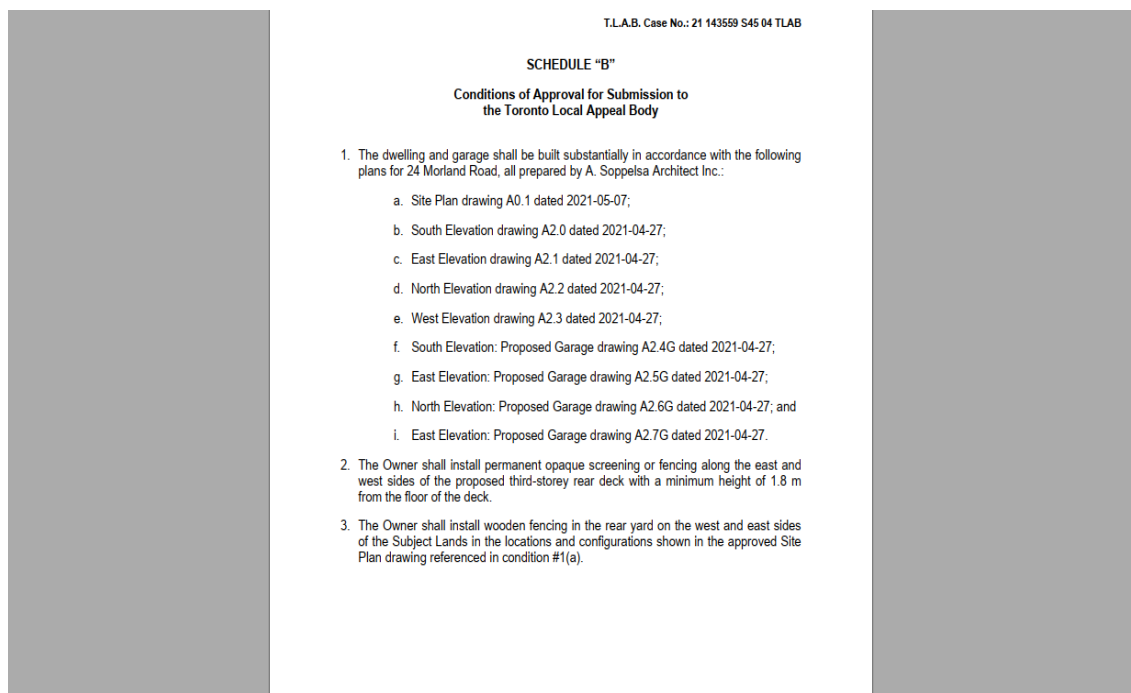 T.L.A.B. Case No.: 21 143559 S45 04 TLAB
SCHEDULE “B”
Conditions of Approval for Submission to
the Toronto Local Appeal Body
1. The dwelling and garage shall be built substantially in accordance with the following
plans for 24 Morland Road, all prepared by A. Soppelsa Architect Inc.:
a. Site Plan drawing A0.1 dated 2021-05-07;
b. South Elevation drawing A2.0 dated 2021-04-27;
c. East Elevation drawing A2.1 dated 2021-04-27;
d. North Elevation drawing A2.2 dated 2021-04-27;
e. West Elevation drawing A2.3 dated 2021-04-27;
f. South Elevation: Proposed Garage drawing A2.4G dated 2021-04-27;
g. East Elevation: Proposed Garage drawing A2.5G dated 2021-04-27;
h. North Elevation: Proposed Garage drawing A2.6G dated 2021-04-27; and
i. East Elevation: Proposed Garage drawing A2.7G dated 2021-04-27.
2. The Owner shall install permanent opaque screening or fencing along the east and
west sides of the proposed third-storey rear deck with a minimum height of 1.8 m
from the floor of the deck.
3. The Owner shall install wooden fencing in the rear yard on the west and east sides
of the Subject Lands in the locations and configurations shown in the approved Site
Plan drawing referenced in condition #1(a).